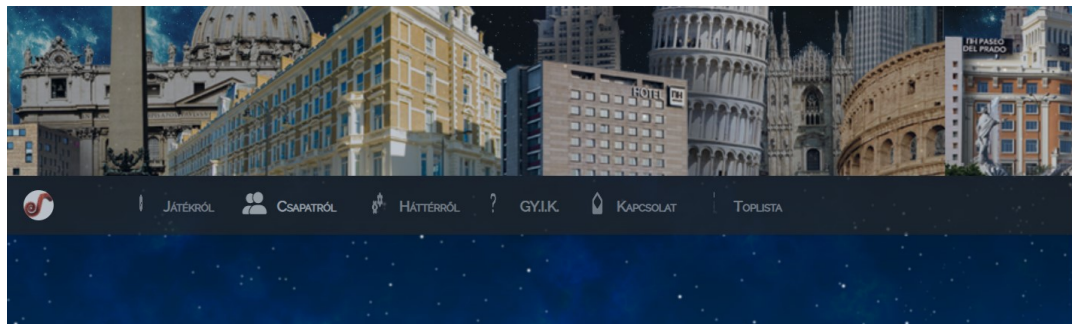 NH PASEO
DEL PRADO
HOTEL NH
Játékról Csapatról Háttérről ? GY.I.K. Kapcsolat Toplista